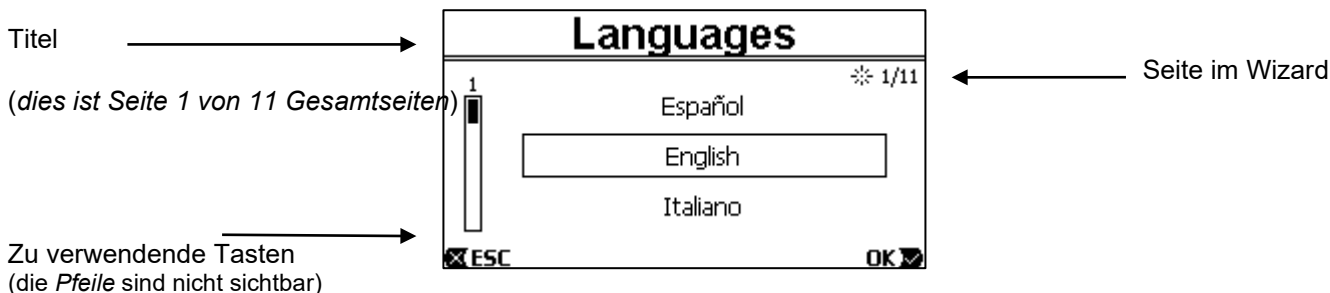 Titel
Languages
1
1/11
Seite im Wizard
(dies ist Seite 1 von 11 Gesamtseiten)
Español
English
Italiano
Zu verwendende Tasten
(die Pfeile sind nicht sichtbar)
ESC
OK